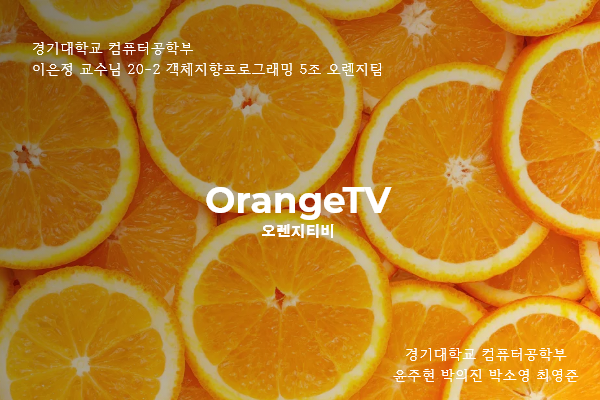 경기대학교 컴퓨터공학부
이은정 교수님 20-2 객체지향프로그래밍 5조 오렌지팀
OrangeTV
오렌지티비
경기대학교 컴퓨터공학부
윤주현 박의진 박소영 최영준